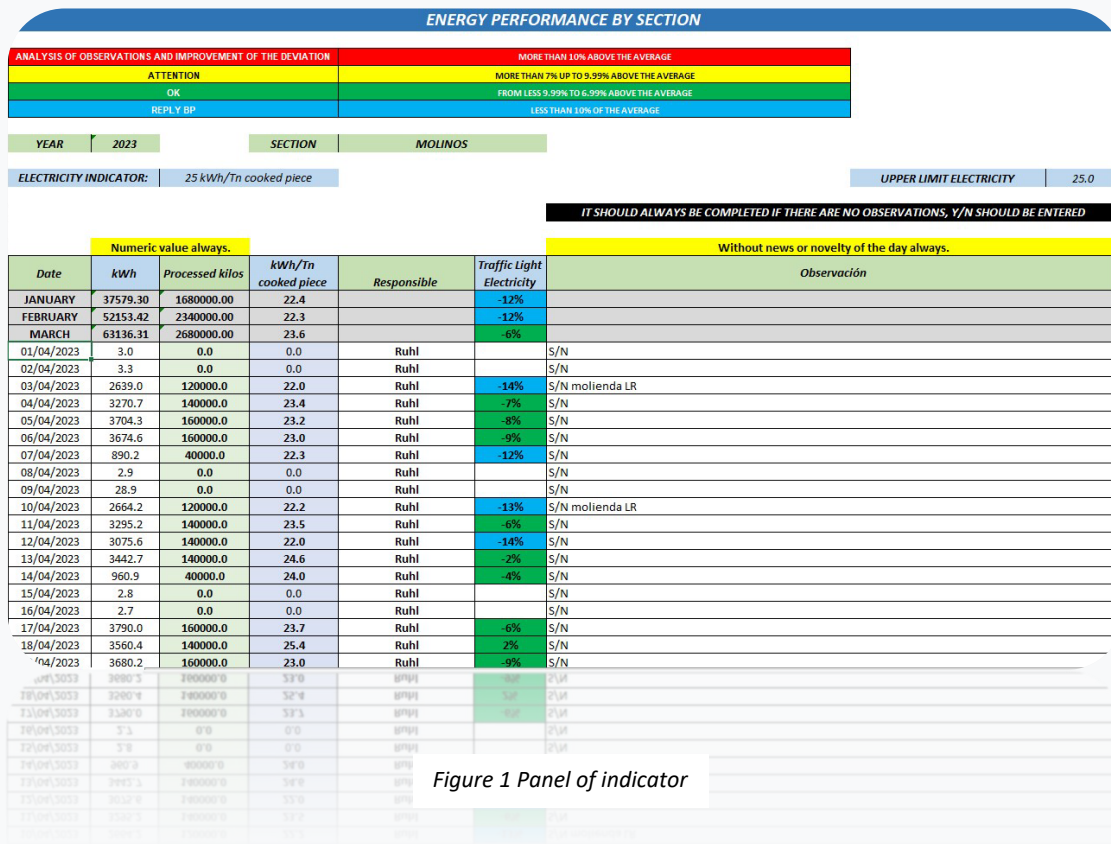 ENERGY PERFORMANCE BY SECTION
ANALYSIS OF OBSERVATIONS AND IMPROVEMENT OF THE DEVIATION MORE THAN 10% ABOVE THE AVERAGE
ATTENTION MORE THAN 7% UP TO 9.99% ABOVE THE AVERAGE
OK FROM LESS 9.99% TO 6.99% ABOVE THE AVERAGE
REPLY BP LESS THAN 10% OF THE AVERAGE
YEAR 2023 SECTION MOLINOS
ELECTRICITY INDICATOR: 25 kWh/Tn cooked piece UPPER LIMIT ELECTRICITY 25.0
IT SHOULD ALWAYS BE COMPLETED IF THERE ARE NO OBSERVATIONS, Y/N SHOULD BE ENTERED
Numeric value always. Without news or novelty of the day always.
Date kWh Processed kilos kWh/Tn cooked piece Responsible Traffic Light Electricity Observación
JANUARY 37579.30 1680000.00 22.4 -12%
FEBRUARY 52153.42 2340000.00 22.3 -12%
MARCH 63136.31 2680000.00 23.6 -6%
01/04/2023 3.0 0.0 0.0 Ruhl S/N
02/04/2023 3.3 0.0 0.0 Ruhl S/N
03/04/2023 2639.0 120000.0 22.0 Ruhl -14% S/N molienda LR
04/04/2023 3270.7 140000.0 23.4 Ruhl -7% S/N
05/04/2023 3704.3 160000.0 23.2 Ruhl -8% S/N
06/04/2023 3674.6 160000.0 23.0 Ruhl -9% S/N
07/04/2023 890.2 40000.0 22.3 Ruhl -12% S/N
08/04/2023 2.9 0.0 0.0 Ruhl S/N
09/04/2023 28.9 0.0 0.0 Ruhl S/N
10/04/2023 2664.2 120000.0 22.2 Ruhl -13% S/N molienda LR
11/04/2023 3295.2 140000.0 23.5 Ruhl -6% S/N
12/04/2023 3075.6 140000.0 22.0 Ruhl -14% S/N
13/04/2023 3442.7 140000.0 24.6 Ruhl -2% S/N
14/04/2023 960.9 40000.0 24.0 Ruhl -4% S/N
15/04/2023 2.8 0.0 0.0 Ruhl S/N
16/04/2023 2.7 0.0 0.0 Ruhl S/N
17/04/2023 3790.0 160000.0 23.7 Ruhl -6% S/N
18/04/2023 3560.4 140000.0 25.4 Ruhl 2% S/N
/04/2023 3680.2 160000.0 23.0 Ruhl -9% S/N
Figure 1 Panel of indicator